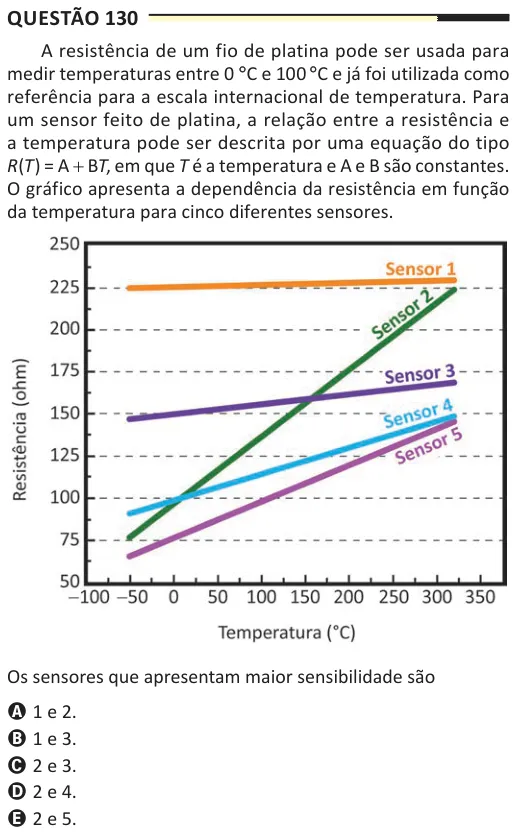 QUESTÃO 130
A resistência de um fio de platina pode ser usada para
medir temperaturas entre 0 °C e 100 °C e já foi utilizada como
referência para a escala internacional de temperatura. Para
um sensor feito de platina, a relação entre a resistência e
a temperatura pode ser descrita por uma equação do tipo
R(T) = A + BT, em que T é a temperatura e A e B são constantes.
O gráfico apresenta a dependência da resistência em função
da temperatura para cinco diferentes sensores.
250
225
200
175
150
125
100
75
50
Resistência (ohm)
Sensor 1
Sensor 2
Sensor 3
Sensor 4
Sensor 5
−100 −50 0 50 100 150 200 250 300 350
Temperatura (°C)
Os sensores que apresentam maior sensibilidade são
A 1 e 2.
B 1 e 3.
C 2 e 3.
D 2 e 4.
E 2 e 5.